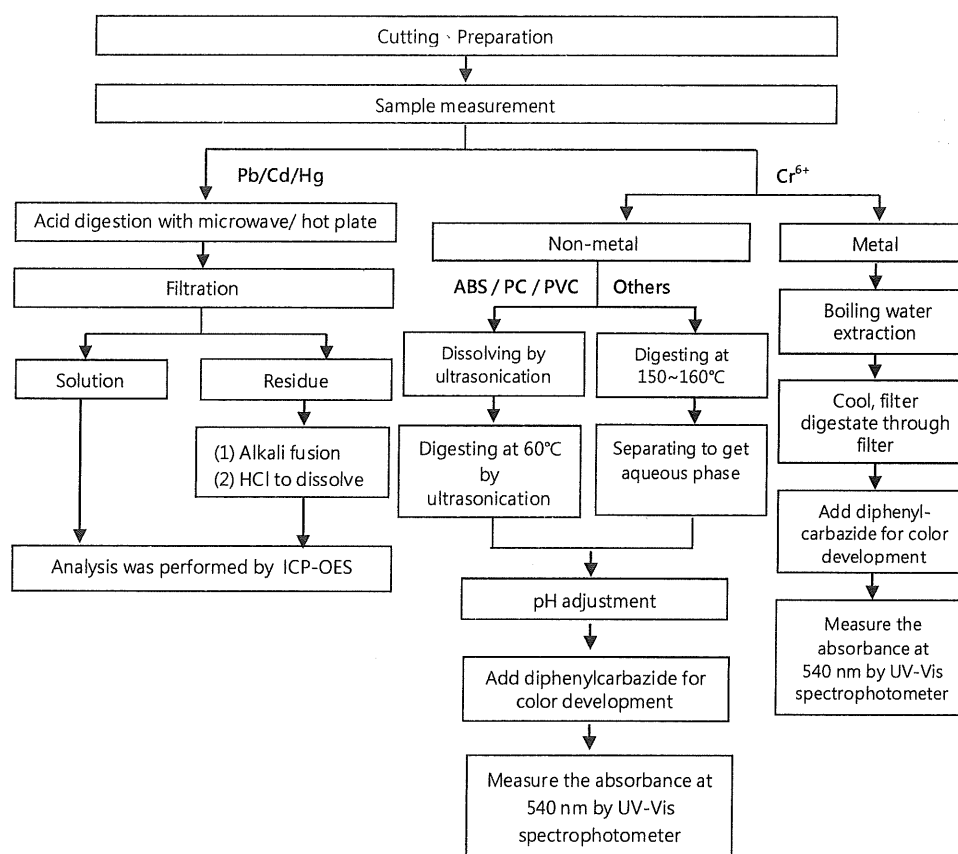 Cutting、Preparation
Sample measurement
Pb/Cd/Hg
Cr⁶⁺
Acid digestion with microwave/ hot plate
Filtration
Solution
Residue
(1) Alkali fusion
(2) HCl to dissolve
Analysis was performed by ICP-OES
Non-metal
ABS / PC / PVC
Others
Dissolving by
ultrasonication
Digesting at 60℃
by
ultrasonication
Digesting at
150~160℃
Separating to get
aqueous phase
pH adjustment
Add diphenylcarbazide for
color development
Measure the absorbance at
540 nm by UV-Vis
spectrophotometer
Metal
Boiling water
extraction
Cool, filter
digestate through
filter
Add diphenyl-
carbazide for color
development
Measure the
absorbance at
540 nm by UV-Vis
spectrophotometer